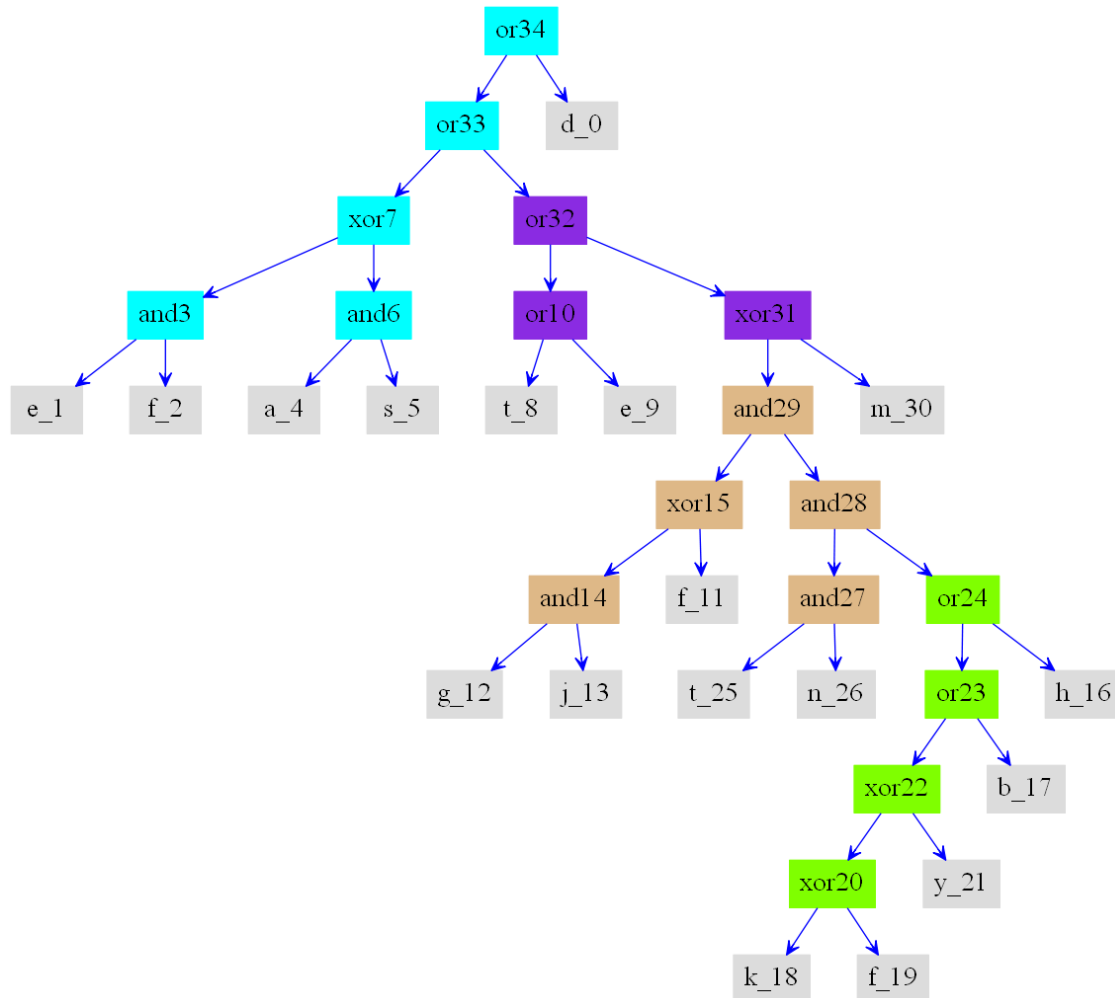 or34
or33 d_0
xor7 or32
and3 and6 or10 xor31
e_1 f_2 a_4 s_5 t_8 e_9 and29 m_30
xor15 and28
and14 f_11 and27 or24
g_12 j_13 t_25 n_26 or23 h_16
xor22 b_17
xor20 y_21
k_18 f_19